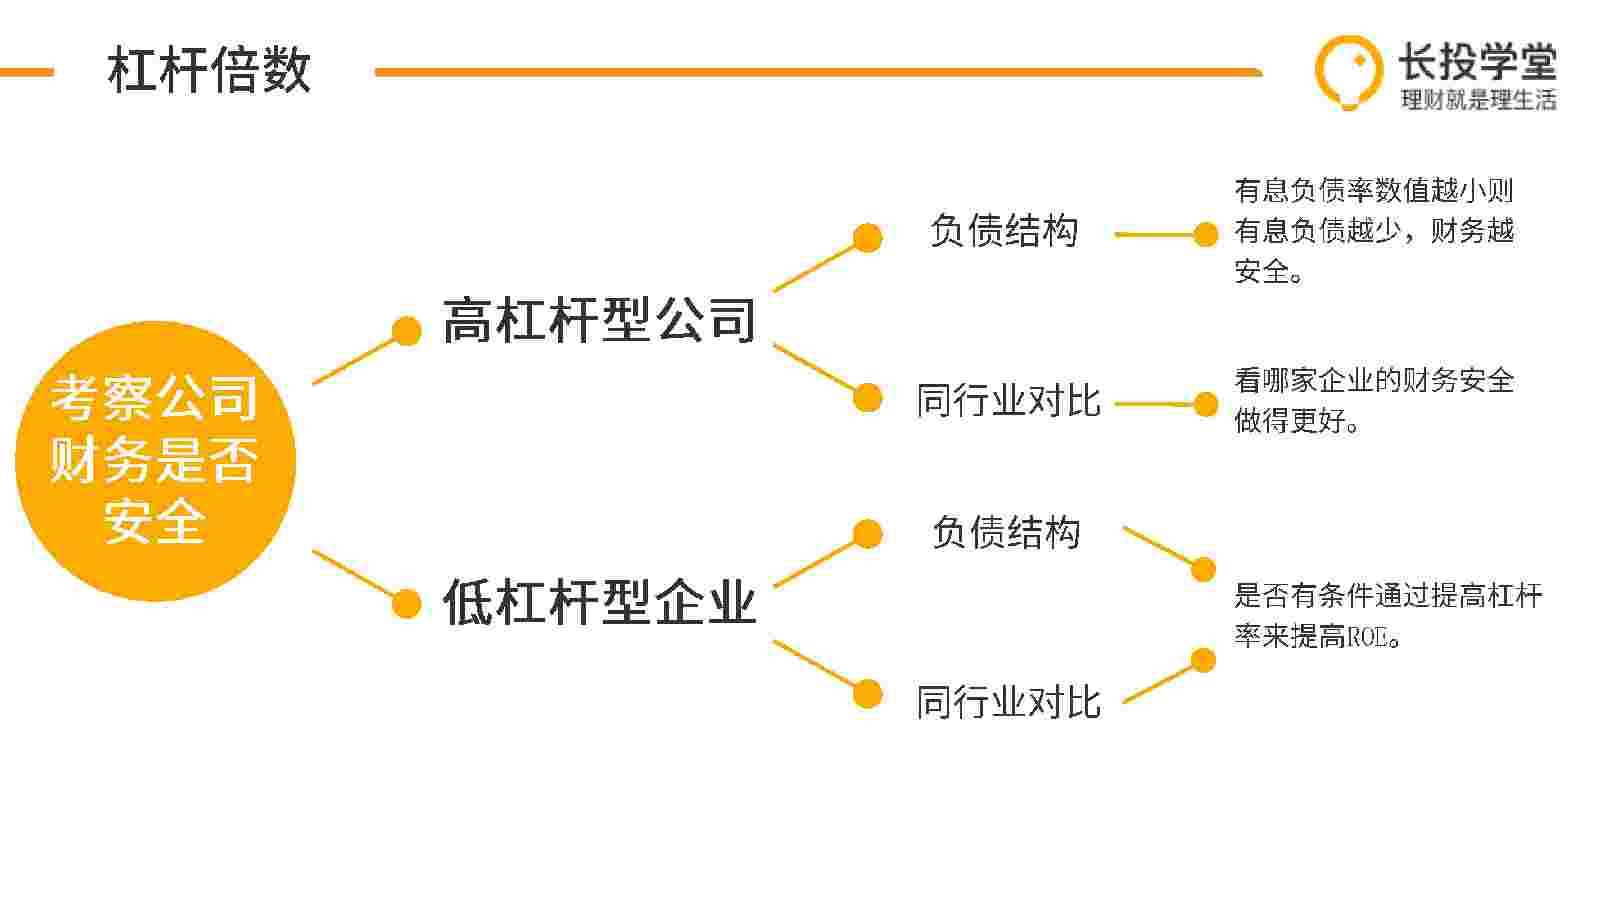 杠杆倍数
长投学堂
理财就是理生活
考察公司
财务是否
安全
高杠杆型公司
负债结构
有息负债率数值越小则
有息负债越少，财务越
安全。
同行业对比
看哪家企业的财务安全
做得更好。
低杠杆型企业
负债结构
同行业对比
是否有条件通过提高杠杆
率来提高ROE。